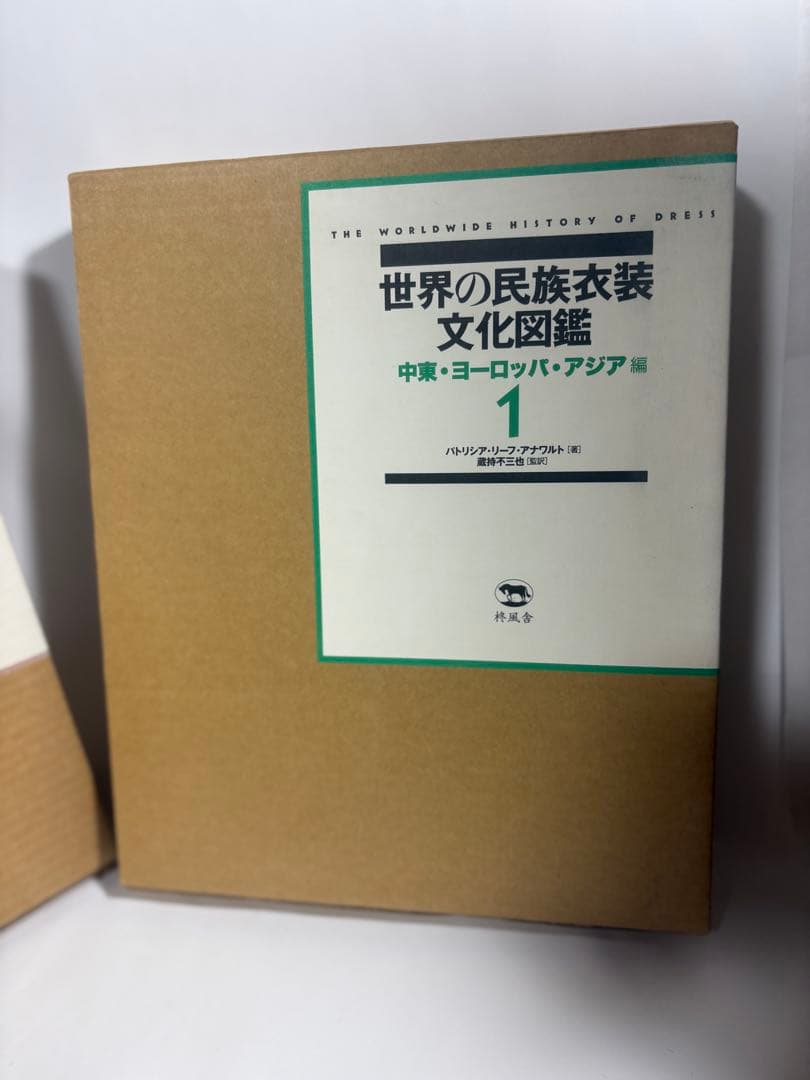 THE WORLDWIDE HISTORY OF DRESS
世界の民族衣装
文化図鑑
中東・ヨーロッパ・アジア 編
1
パトリシア・リーフ・アナワルト [著]
蔵持不三也 [監訳]
柊風舎